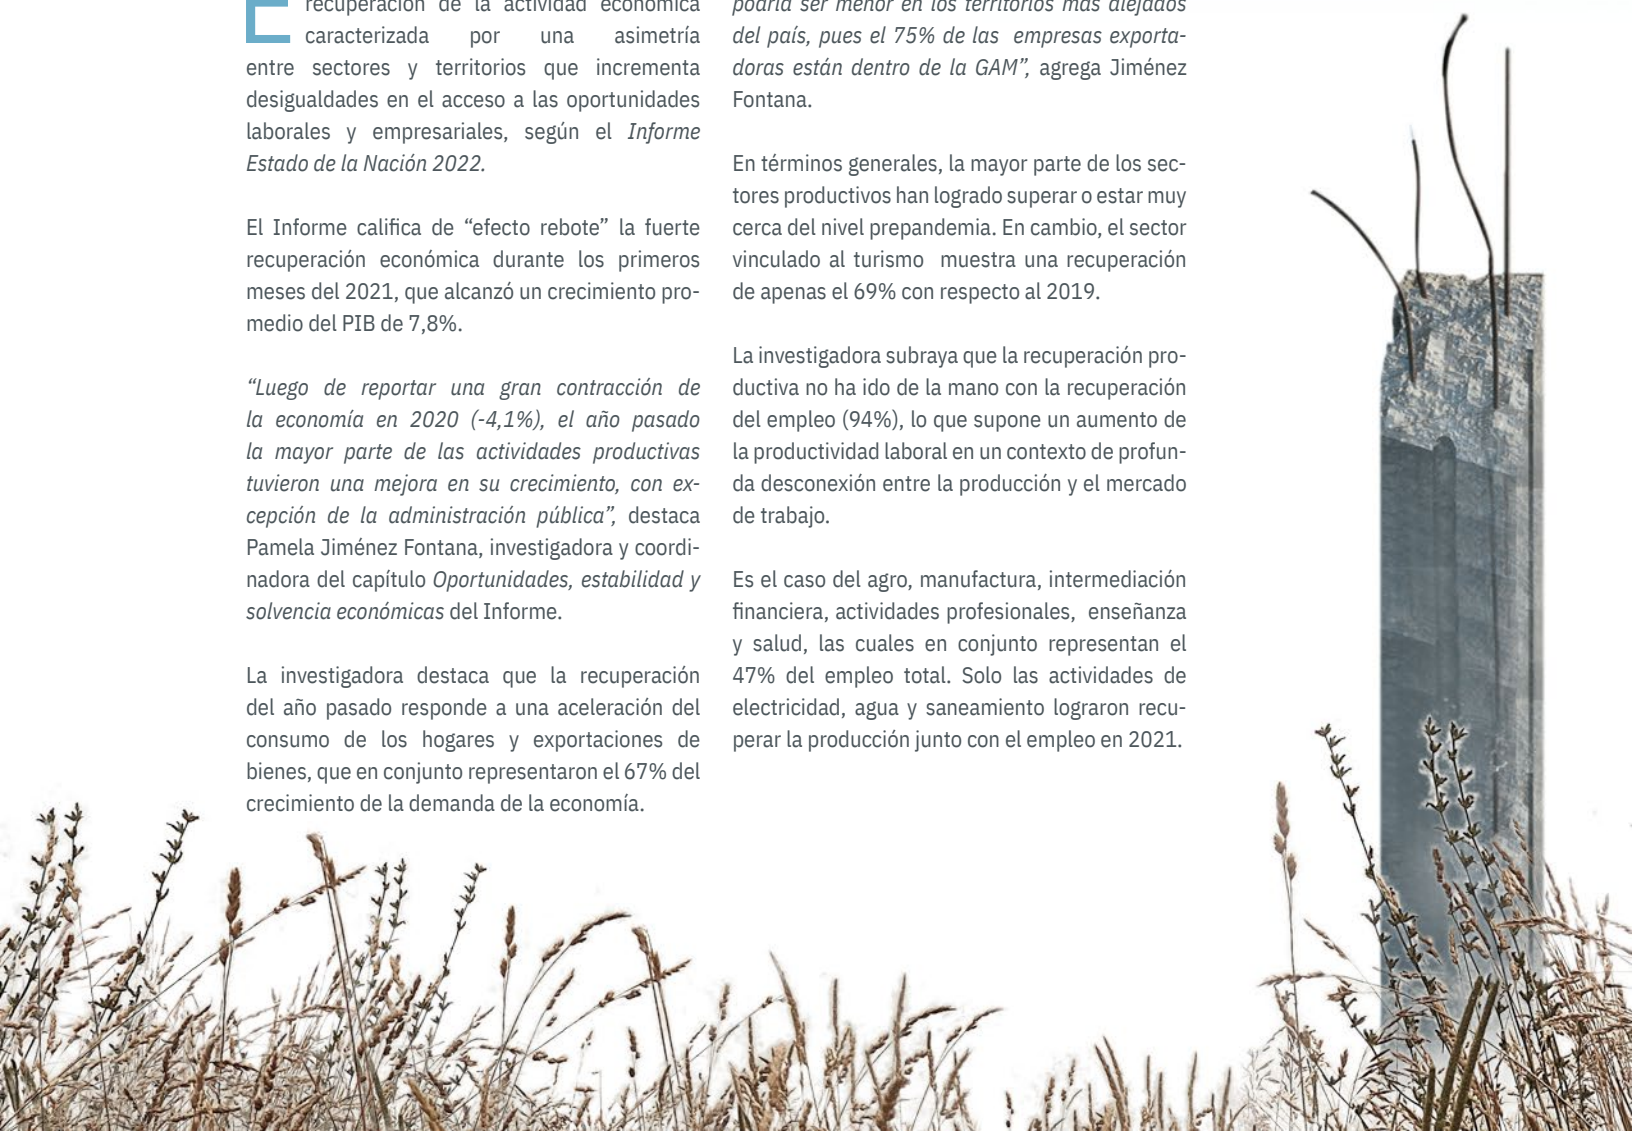 E
recuperación de la actividad económica
caracterizada por una asimetría
entre sectores y territorios que incrementa
desigualdades en el acceso a las oportunidades
laborales y empresariales, según el Informe
Estado de la Nación 2022.
El Informe califica de “efecto rebote” la fuerte
recuperación económica durante los primeros
meses del 2021, que alcanzó un crecimiento pro-
medio del PIB de 7,8%.
“Luego de reportar una gran contracción de
la economía en 2020 (-4,1%), el año pasado
la mayor parte de las actividades productivas
tuvieron una mejora en su crecimiento, con ex-
cepción de la administración pública”, destaca
Pamela Jiménez Fontana, investigadora y coordi-
nadora del capítulo Oportunidades, estabilidad y
solvencia económicas del Informe.
La investigadora destaca que la recuperación
del año pasado responde a una aceleración del
consumo de los hogares y exportaciones de
bienes, que en conjunto representaron el 67% del
crecimiento de la demanda de la economía.
podría ser menor en los territorios más alejados
del país, pues el 75% de las empresas exporta-
doras están dentro de la GAM”, agrega Jiménez
Fontana.
En términos generales, la mayor parte de los sec-
tores productivos han logrado superar o estar muy
cerca del nivel prepandemia. En cambio, el sector
vinculado al turismo muestra una recuperación
de apenas el 69% con respecto al 2019.
La investigadora subraya que la recuperación pro-
ductiva no ha ido de la mano con la recuperación
del empleo (94%), lo que supone un aumento de
la productividad laboral en un contexto de profun-
da desconexión entre la producción y el mercado
de trabajo.
Es el caso del agro, manufactura, intermediación
financiera, actividades profesionales, enseñanza
y salud, las cuales en conjunto representan el
47% del empleo total. Solo las actividades de
electricidad, agua y saneamiento lograron recu-
perar la producción junto con el empleo en 2021.